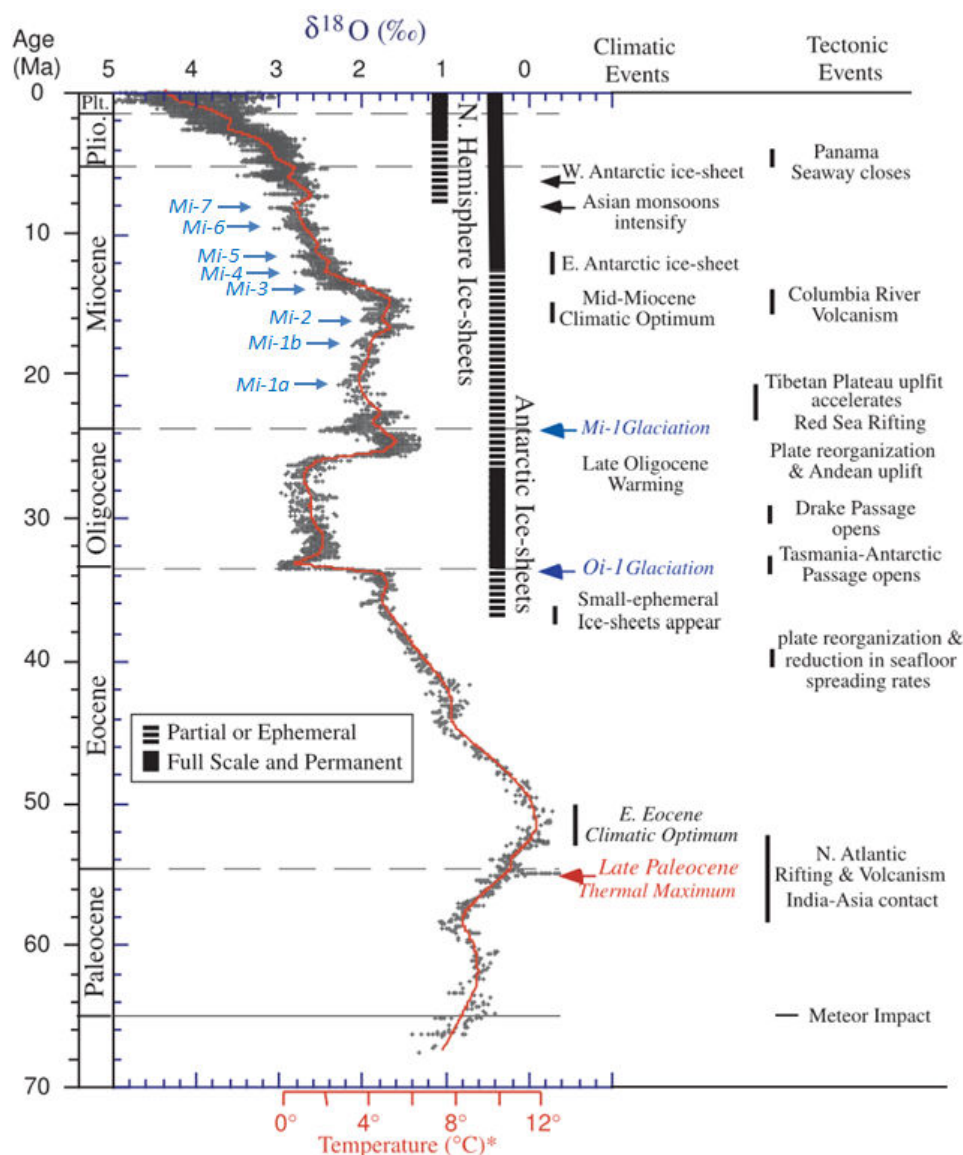 δ18O (‰)
Age
(Ma)
5 4 3 2 1 0
Climatic
Events
Tectonic
Events
0
10
20
30
40
50
60
70
Plt.
Plio.
Miocene
Oligocene
Eocene
Paleocene
Mi-7
Mi-6
Mi-5
Mi-4
Mi-3
Mi-2
Mi-1b
Mi-1a
N. Hemisphere Ice-sheets
Antarctic Ice-sheets
W. Antarctic ice-sheet
Asian monsoons
intensify
E. Antarctic ice-sheet
Mid-Miocene
Climatic Optimum
Mi-1Glaciation
Late Oligocene
Warming
Oi-1 Glaciation
Small-ephemeral
Ice-sheets appear
E. Eocene
Climatic Optimum
Late Paleocene
Thermal Maximum
Panama
Seaway closes
Columbia River
Volcanism
Tibetan Plateau uplfit
accelerates
Red Sea Rifting
Plate reorganization
& Andean uplift
Drake Passage
opens
Tasmania-Antarctic
Passage opens
plate reorganization &
reduction in seafloor
spreading rates
N. Atlantic
Rifting & Volcanism
India-Asia contact
Meteor Impact
Partial or Ephemeral
Full Scale and Permanent
0° 4° 8° 12°
Temperature (°C)*